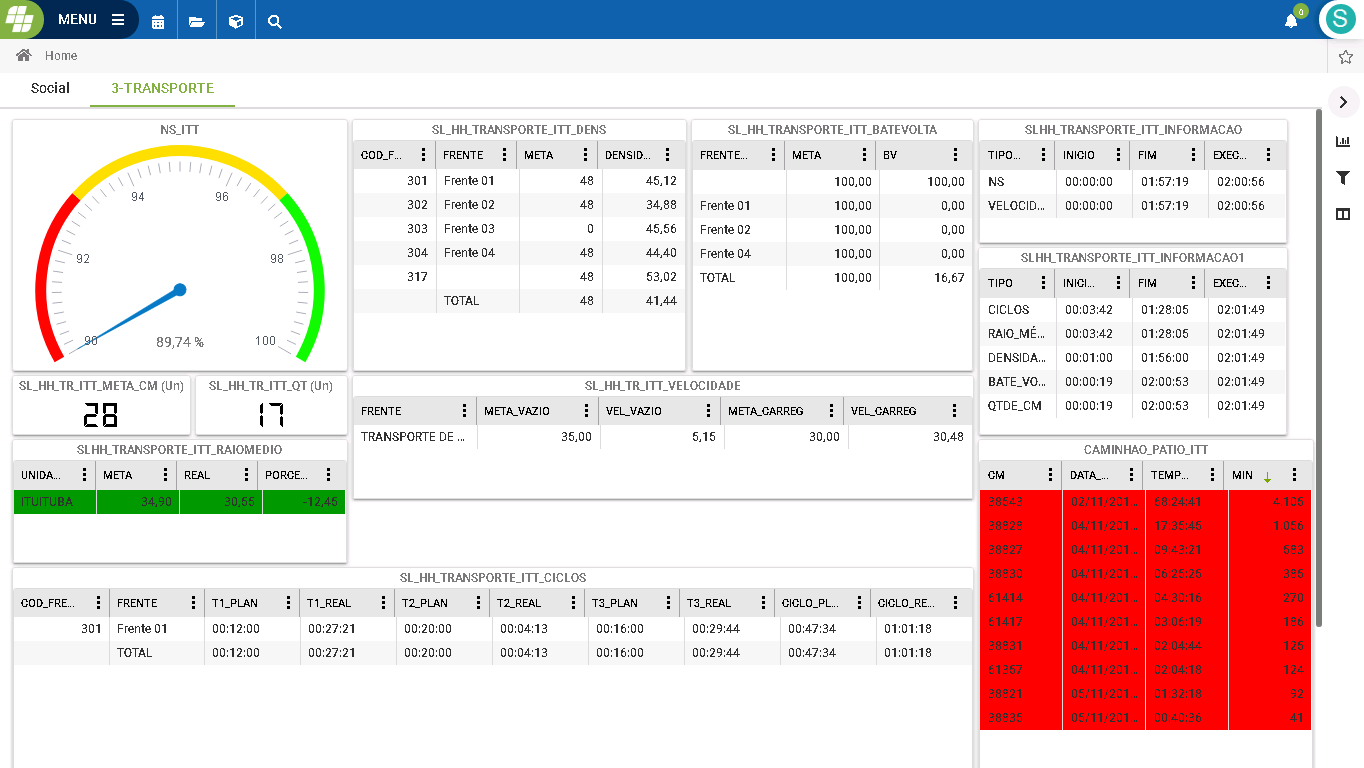 MENU
0
S
Home
Social
3-TRANSPORTE
NS_ITT
90
92
94
96
98
100
89,74 %
SL_HH_TRANSPORTE_ITT_DENS
COD_F... FRENTE META DENSID...
301 Frente 01 48 45,12
302 Frente 02 48 34,88
303 Frente 03 0 45,56
304 Frente 04 48 44,40
317 48 53,02
TOTAL 48 41,44
SL_HH_TRANSPORTE_ITT_BATEVOLTA
FRENTE... META BV
100,00 100,00
Frente 01 100,00 0,00
Frente 02 100,00 0,00
Frente 04 100,00 0,00
TOTAL 100,00 16,67
SLHH_TRANSPORTE_ITT_INFORMACAO
TIPO... INICIO FIM EXEC...
NS 00:00:00 01:57:19 02:00:56
VELOCID... 00:00:00 01:57:19 02:00:56
SLHH_TRANSPORTE_ITT_INFORMACAO1
TIPO INICI... FIM EXEC...
CICLOS 00:03:42 01:28:05 02:01:49
RAIO_MÉ... 00:03:42 01:28:05 02:01:49
DENSIDA... 00:01:00 01:56:00 02:01:49
BATE_VO... 00:00:19 02:00:53 02:01:49
QTDE_CM 00:00:19 02:00:53 02:01:49
SL_HH_TR_ITT_META_CM (Un)
28
SL_HH_TR_ITT_QT (Un)
17
SL_HH_TR_ITT_VELOCIDADE
FRENTE META_VAZIO VEL_VAZIO META_CARREG VEL_CARREG
TRANSPORTE DE ... 35,00 5,15 30,00 30,48
SLHH_TRANSPORTE_ITT_RAIOMEDIO
UNIDA... META REAL PORCE...
ITUITUBA 34,90 30,55 -12,45
CAMINHAO_PATIO_ITT
CM DATA_... TEMP... MIN
38543 02/11/201... 68:24:41 4.105
38828 04/11/201... 17:35:45 1.056
38827 04/11/201... 09:43:21 583
38830 04/11/201... 06:25:25 385
61414 04/11/201... 04:30:16 270
61417 04/11/201... 03:06:19 186
38831 04/11/201... 02:04:44 125
61357 04/11/201... 02:04:18 124
38821 05/11/201... 01:32:18 92
38835 05/11/201... 00:40:36 41
SL_HH_TRANSPORTE_ITT_CICLOS
COD_FRE... FRENTE T1_PLAN T1_REAL T2_PLAN T2_REAL T3_PLAN T3_REAL CICLO_PL... CICLO_RE...
301 Frente 01 00:12:00 00:27:21 00:20:00 00:04:13 00:16:00 00:29:44 00:47:34 01:01:18
TOTAL 00:12:00 00:27:21 00:20:00 00:04:13 00:16:00 00:29:44 00:47:34 01:01:18